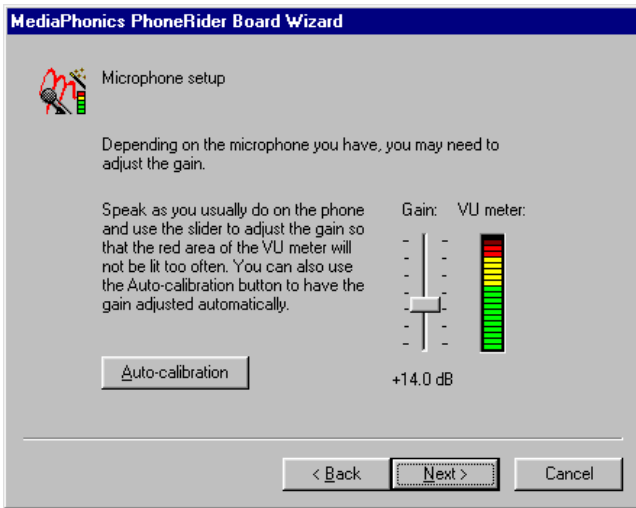 MediaPhonics PhoneRider Board Wizard
Microphone setup
Depending on the microphone you have, you may need to
adjust the gain.
Speak as you usually do on the phone
and use the slider to adjust the gain so
that the red area of the VU meter will
not be lit too often. You can also use
the Auto-calibration button to have the
gain adjusted automatically.
Gain: VU meter:
Auto-calibration
+14.0 dB
< Back Next > Cancel